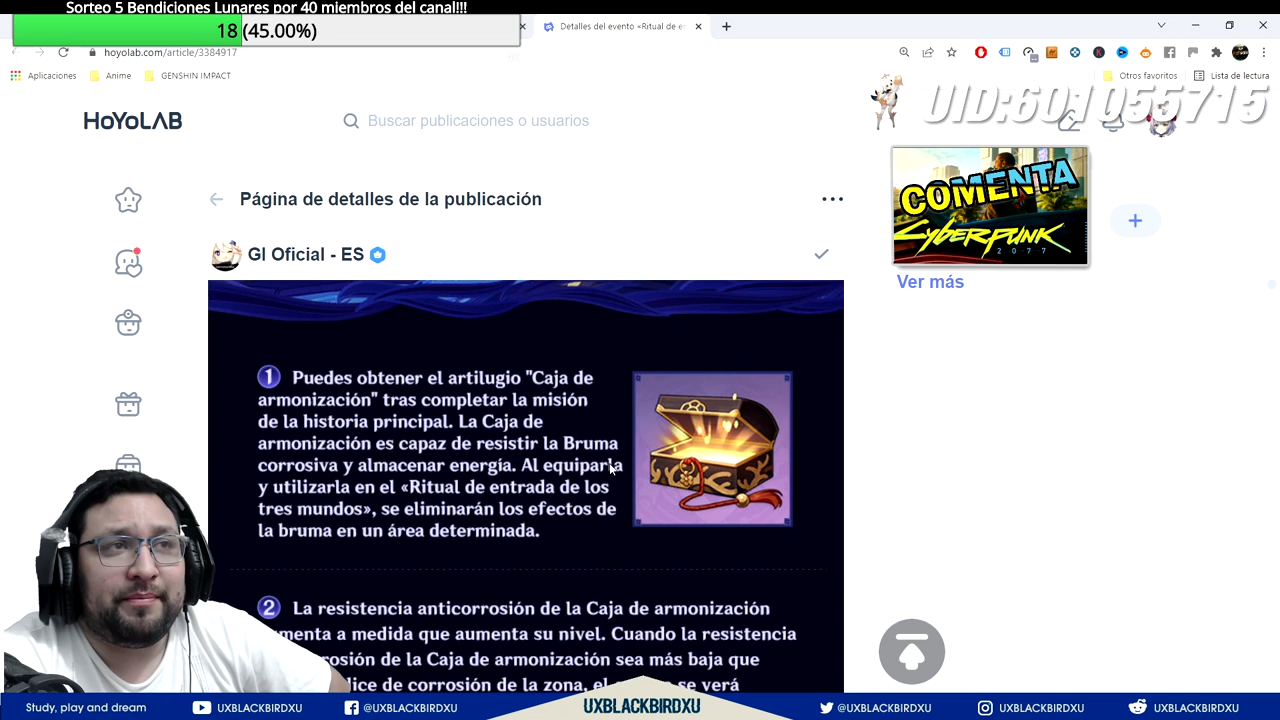 Sorteo 5 Bendiciones Lunares por 40 miembros del canal!!!
18 (45.00%)
Detalles del evento «Ritual de e
hoyolab.com/article/3384917
Aplicaciones
Anime
GENSHIN IMPACT
Otros favoritos
Lista de lectura
UID:601055715
HoYoLAB
Buscar publicaciones o usuarios
COMENTA
CYBERPUNK
2077
Página de detalles de la publicación
GI Oficial - ES
Ver más
1 Puedes obtener el artilugio "Caja de
armonización" tras completar la misión
de la historia principal. La Caja de
armonización es capaz de resistir la Bruma
corrosiva y almacenar energía. Al equiparla
y utilizarla en el «Ritual de entrada de los
tres mundos», se eliminarán los efectos de
la bruma en un área determinada.
2 La resistencia anticorrosión de la Caja de armonización
menta a medida que aumenta su nivel. Cuando la resistencia
rosión de la Caja de armonización sea más baja que
dice de corrosión de la zona, el se verá
Study, play and dream
UXBLACKBIRDXU
@UXBLACKBIRDXU
UXBLACKBIRDXU
@UXBLACKBIRDXU
UXBLACKBIRDXU
UXBLACKBIRDXU